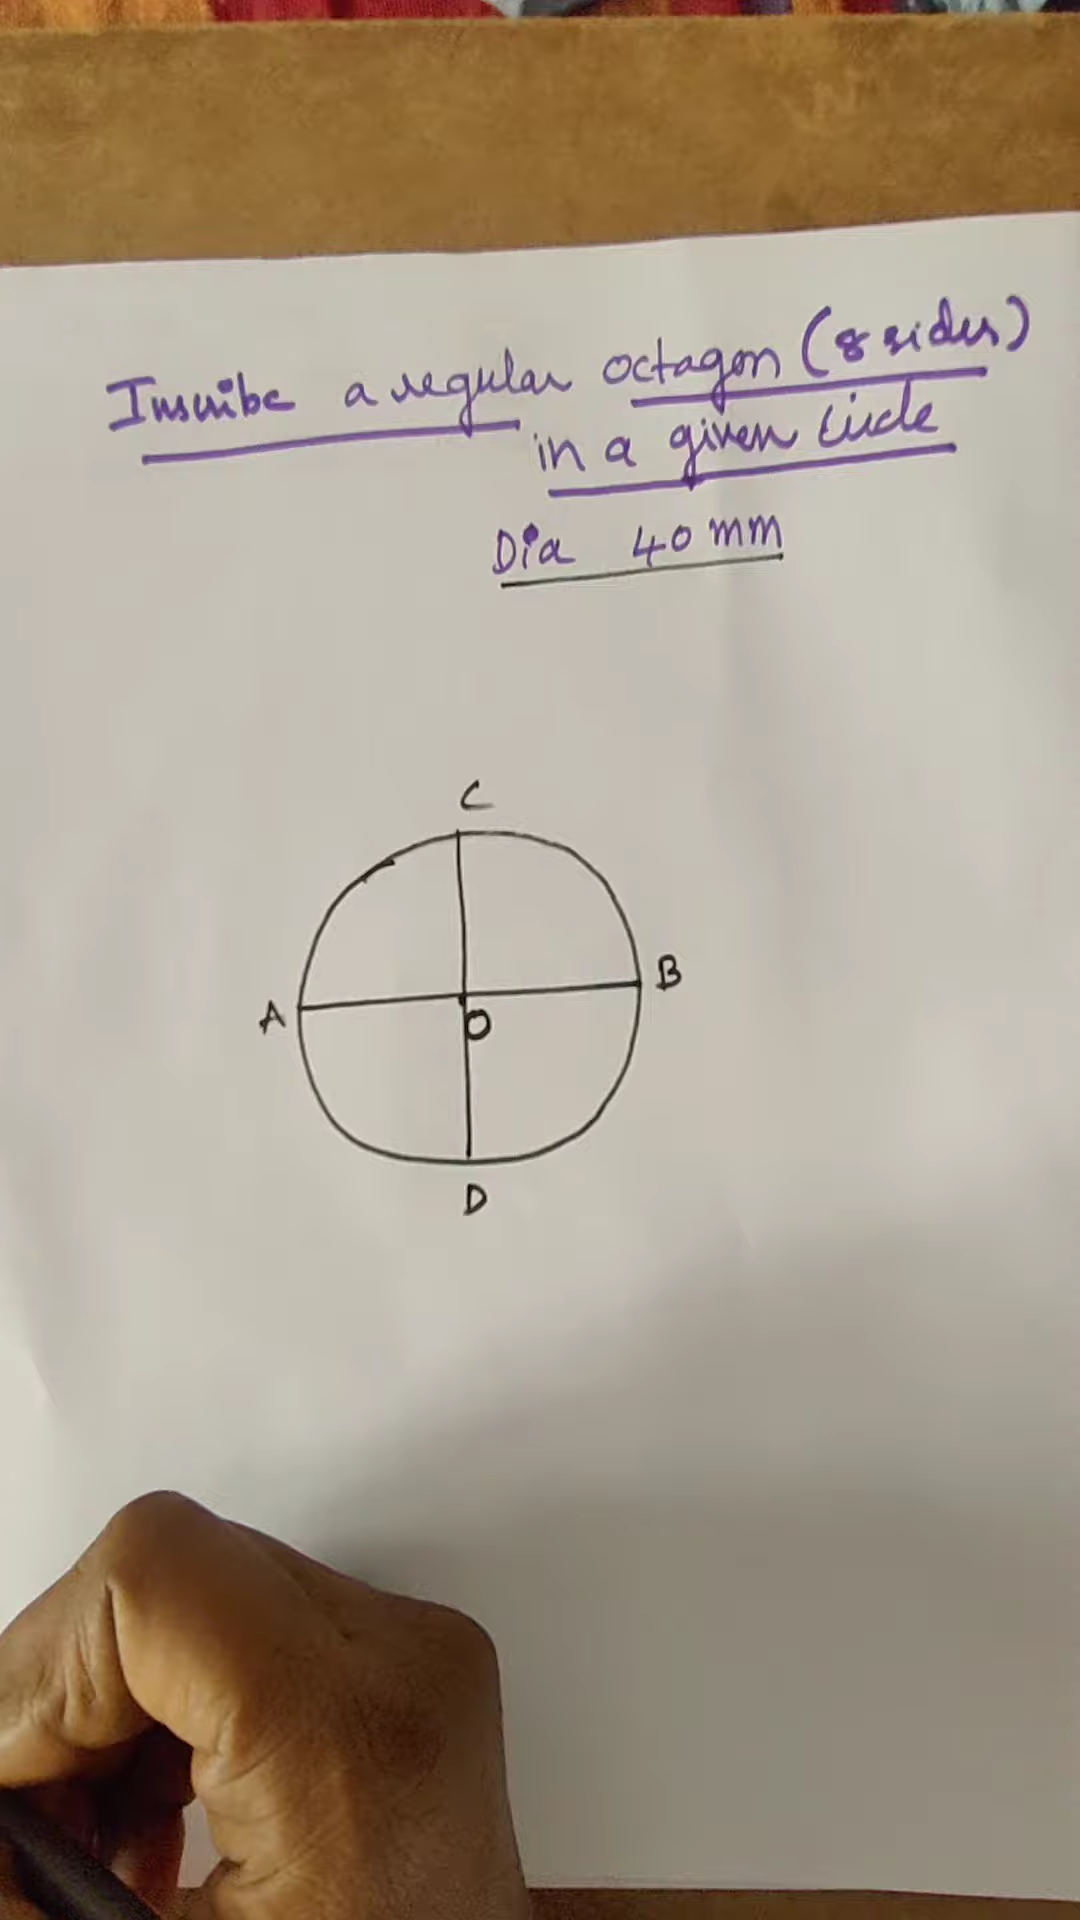 Inscribe a regular octagon (8 sides)
in a given circle
Dia 40 mm
C
A
B
O
D